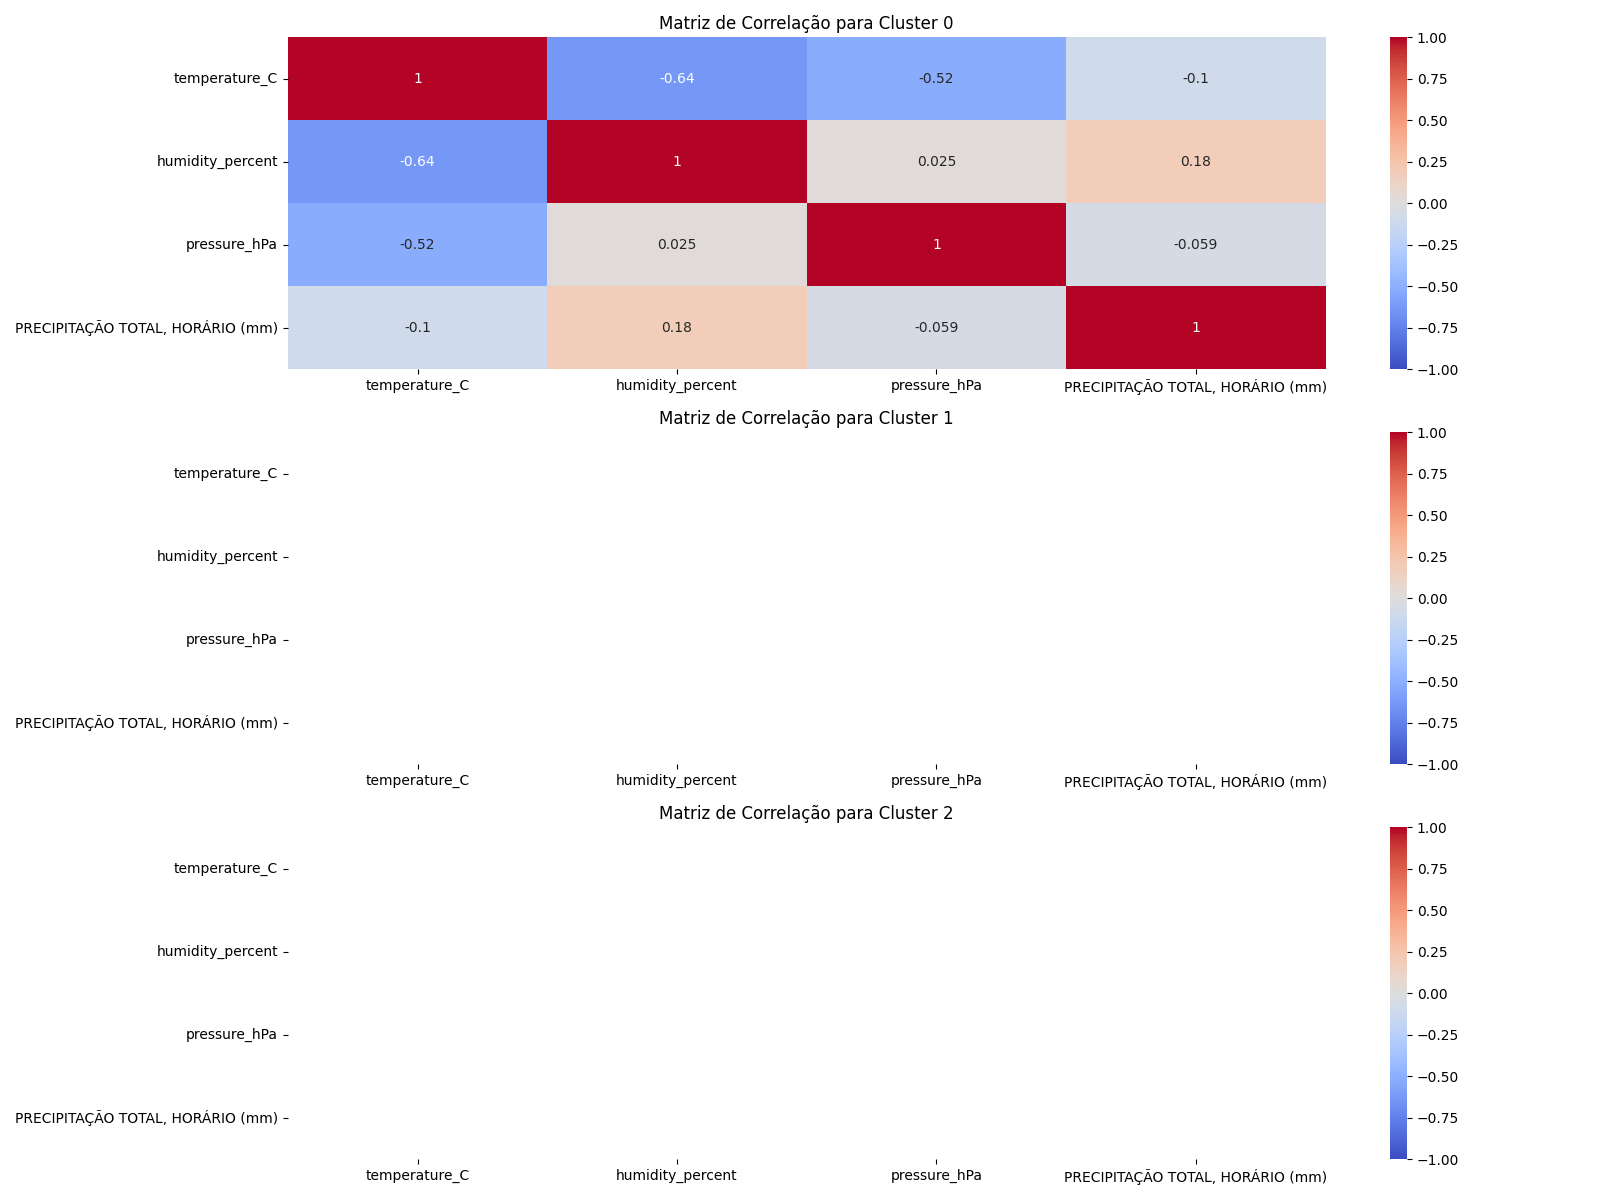 Matriz de Correlação para Cluster 0
temperature_C 1 -0.64 -0.52 -0.1
humidity_percent -0.64 1 0.025 0.18
pressure_hPa -0.52 0.025 1 -0.059
PRECIPITAÇÃO TOTAL, HORÁRIO (mm) -0.1 0.18 -0.059 1
temperature_C humidity_percent pressure_hPa PRECIPITAÇÃO TOTAL, HORÁRIO (mm)
1.00
0.75
0.50
0.25
0.00
−0.25
−0.50
−0.75
−1.00
Matriz de Correlação para Cluster 1
temperature_C
humidity_percent
pressure_hPa
PRECIPITAÇÃO TOTAL, HORÁRIO (mm)
temperature_C humidity_percent pressure_hPa PRECIPITAÇÃO TOTAL, HORÁRIO (mm)
1.00
0.75
0.50
0.25
0.00
−0.25
−0.50
−0.75
−1.00
Matriz de Correlação para Cluster 2
temperature_C
humidity_percent
pressure_hPa
PRECIPITAÇÃO TOTAL, HORÁRIO (mm)
temperature_C humidity_percent pressure_hPa PRECIPITAÇÃO TOTAL, HORÁRIO (mm)
1.00
0.75
0.50
0.25
0.00
−0.25
−0.50
−0.75
−1.00